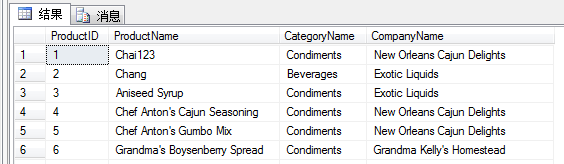 结果 消息
ProductID ProductName CategoryName CompanyName
1 1 Chai123 Condiments New Orleans Cajun Delights
2 2 Chang Beverages Exotic Liquids
3 3 Aniseed Syrup Condiments Exotic Liquids
4 4 Chef Anton's Cajun Seasoning Condiments New Orleans Cajun Delights
5 5 Chef Anton's Gumbo Mix Condiments New Orleans Cajun Delights
6 6 Grandma's Boysenberry Spread Condiments Grandma Kelly's Homestead